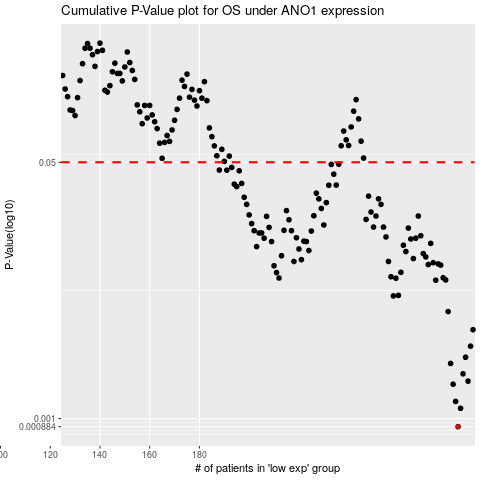 Cumulative P-Value plot for OS under ANO1 expression
P-Value(log10)
0.05
0.001
0.000884
00 120 140 160 180
# of patients in 'low exp' group